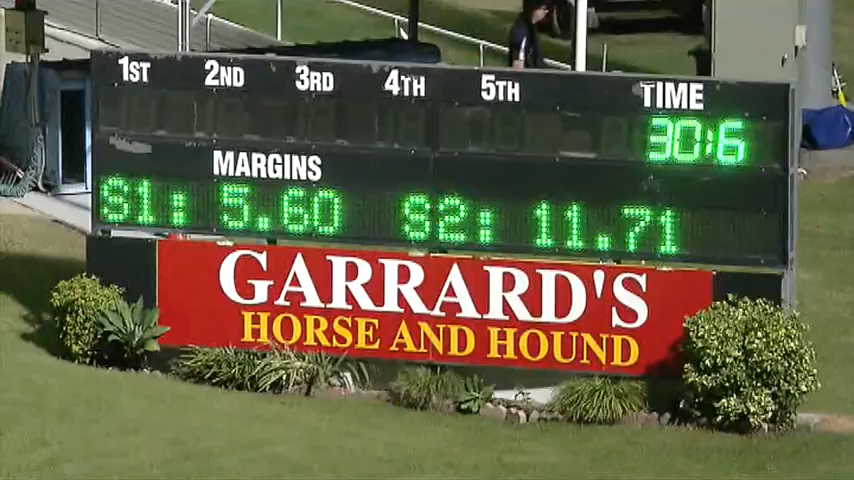 1ST 2ND 3RD 4TH 5TH TIME
30:6
MARGINS
S1: 5.60 S2: 11.71
GARRARD'S
HORSE AND HOUND